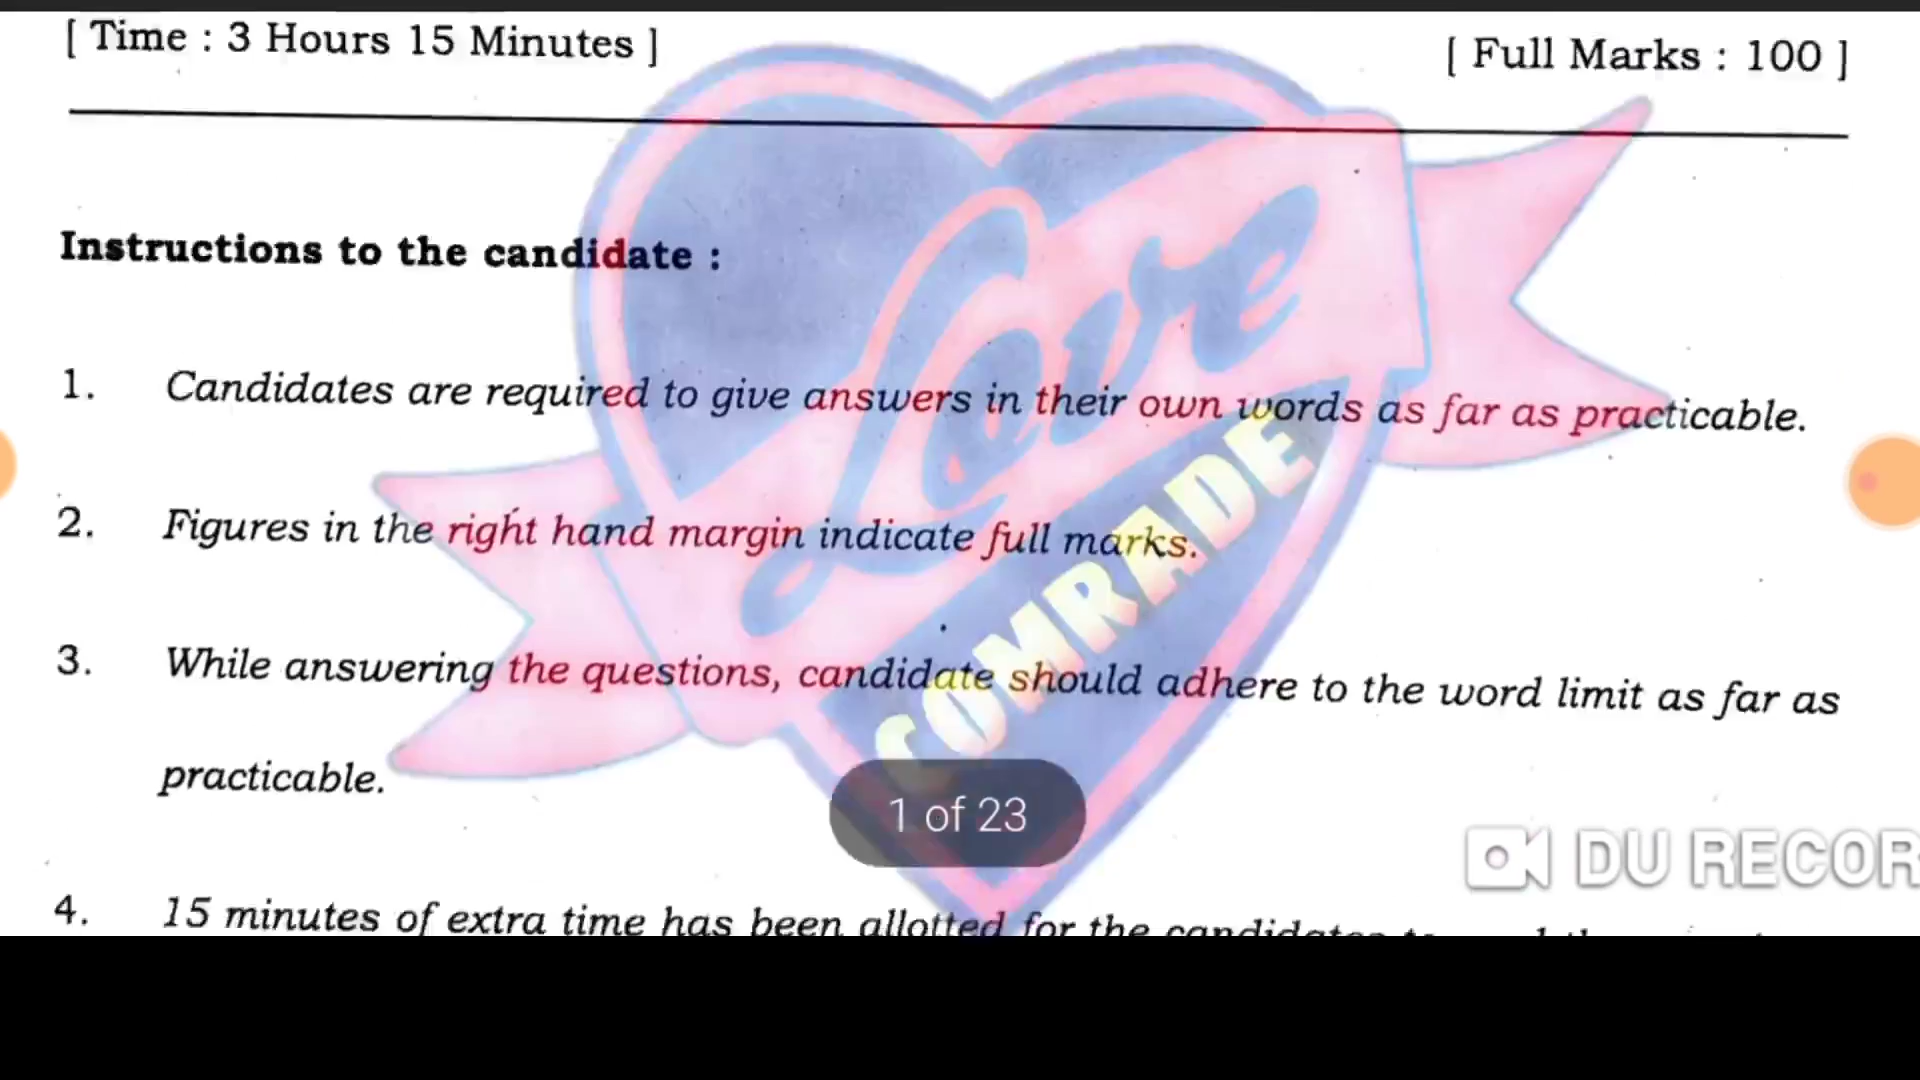 [ Time : 3 Hours 15 Minutes ]
[ Full Marks : 100 ]
Instructions to the candidate :
1. Candidates are required to give answers in their own words as far as practicable.
2. Figures in the right hand margin indicate full marks.
3. While answering the questions, candidate should adhere to the word limit as far as
practicable.
4. 15 minutes of extra time has been allotted for the candidates to
Love
COMRADE
1 of 23
DU RECOR